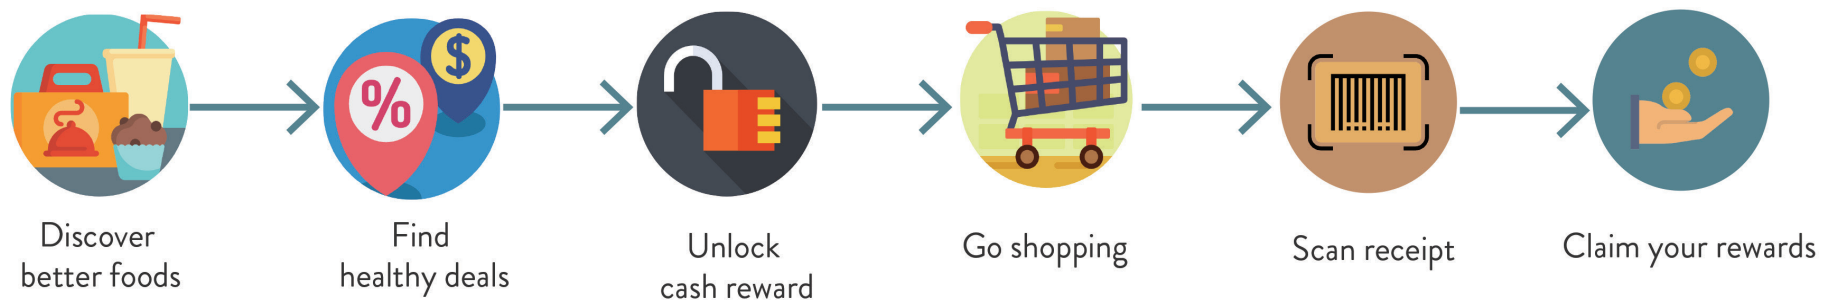 %
$
Discover
better foods
Find
healthy deals
Unlock
cash reward
Go shopping
Scan receipt
Claim your rewards